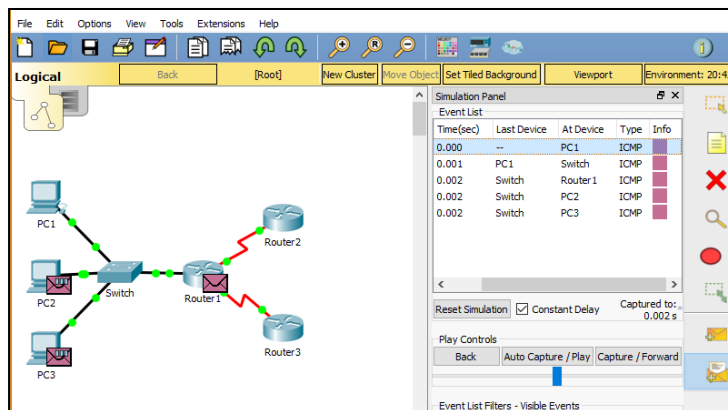 File Edit Options View Tools Extensions Help
Logical Back [Root] New Cluster Move Object Set Tiled Background Viewport Environment: 20:4
Simulation Panel
Event List
Time(sec) Last Device At Device Type Info
0.000 -- PC1 ICMP
0.001 PC1 Switch ICMP
0.002 Switch Router1 ICMP
0.002 Switch PC2 ICMP
0.002 Switch PC3 ICMP
PC1
Router2
PC2
Switch
Router1
Router3
PC3
Reset Simulation Constant Delay Captured to:
0.002 s
Play Controls
Back Auto Capture / Play Capture / Forward
Event List Filters - Visible Events